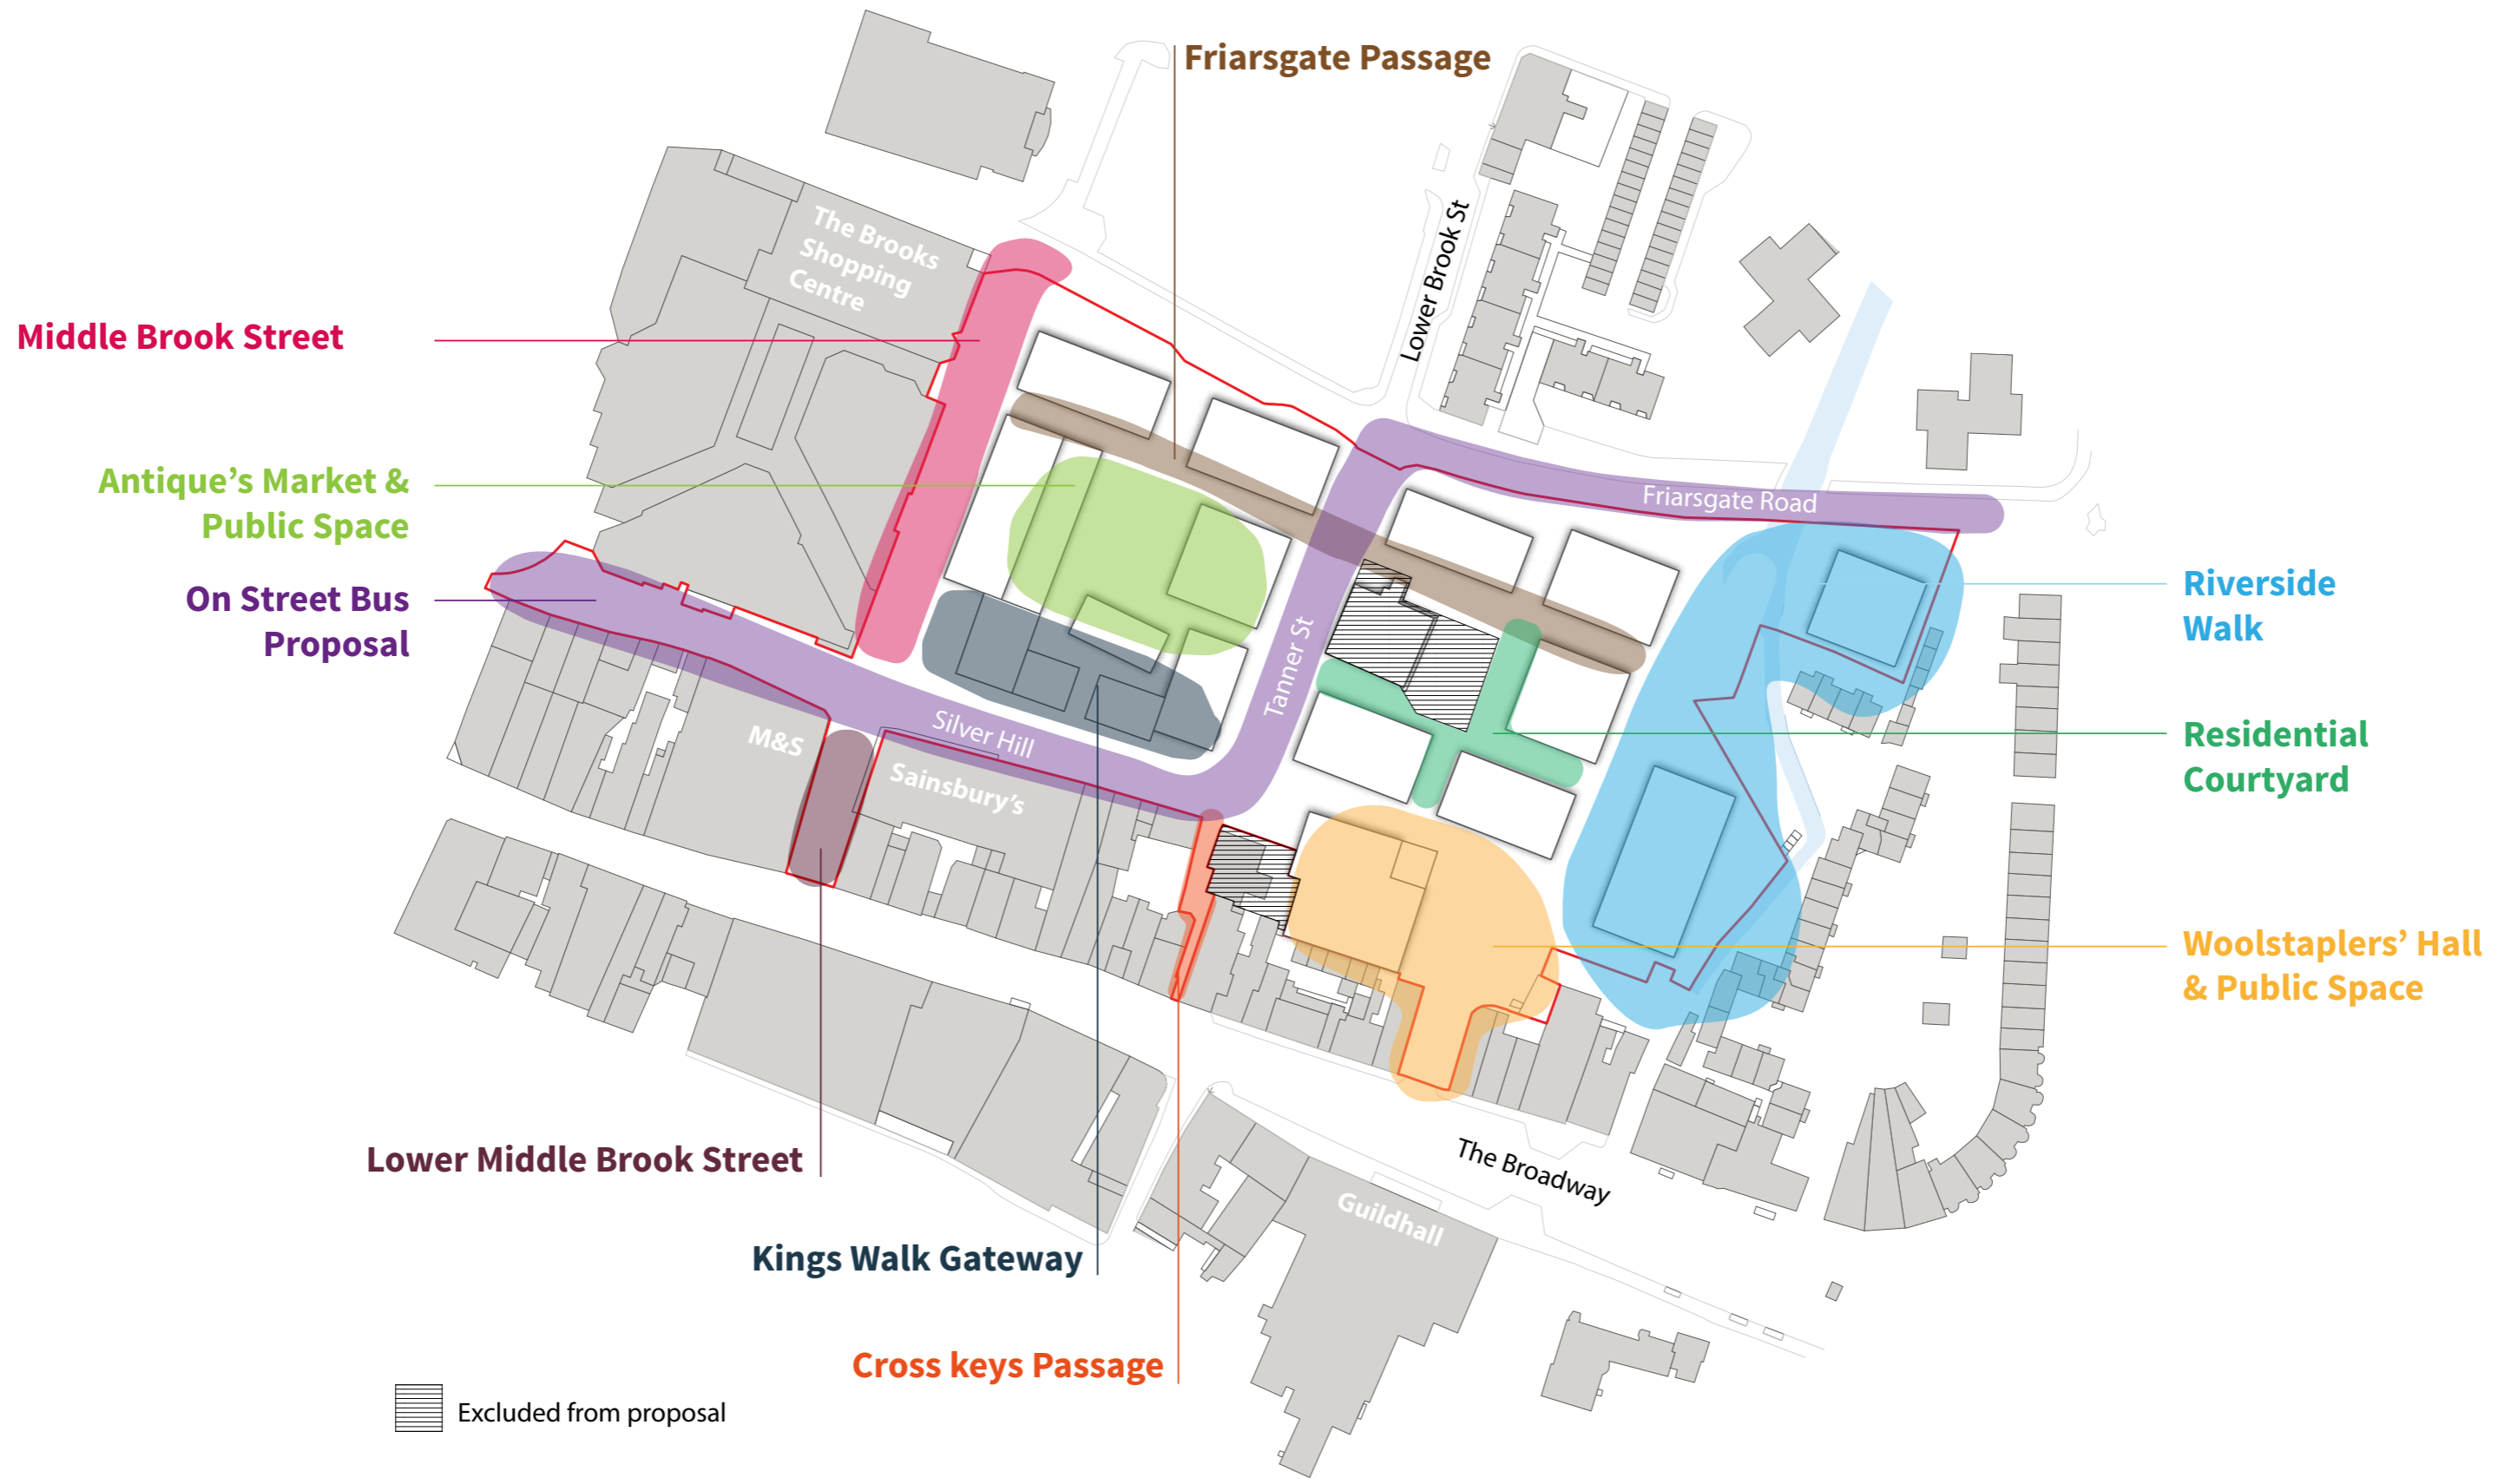 Friarsgate Passage
Lower Brook St
The Brooks
Shopping
Centre
Middle Brook Street
Antique’s Market &
Public Space
On Street Bus
Proposal
Friarsgate Road
Riverside
Walk
Tanner St
Silver Hill
M&S
Sainsbury’s
Residential
Courtyard
Woolstaplers’ Hall
& Public Space
Lower Middle Brook Street
The Broadway
Guildhall
Kings Walk Gateway
Cross keys Passage
Excluded from proposal